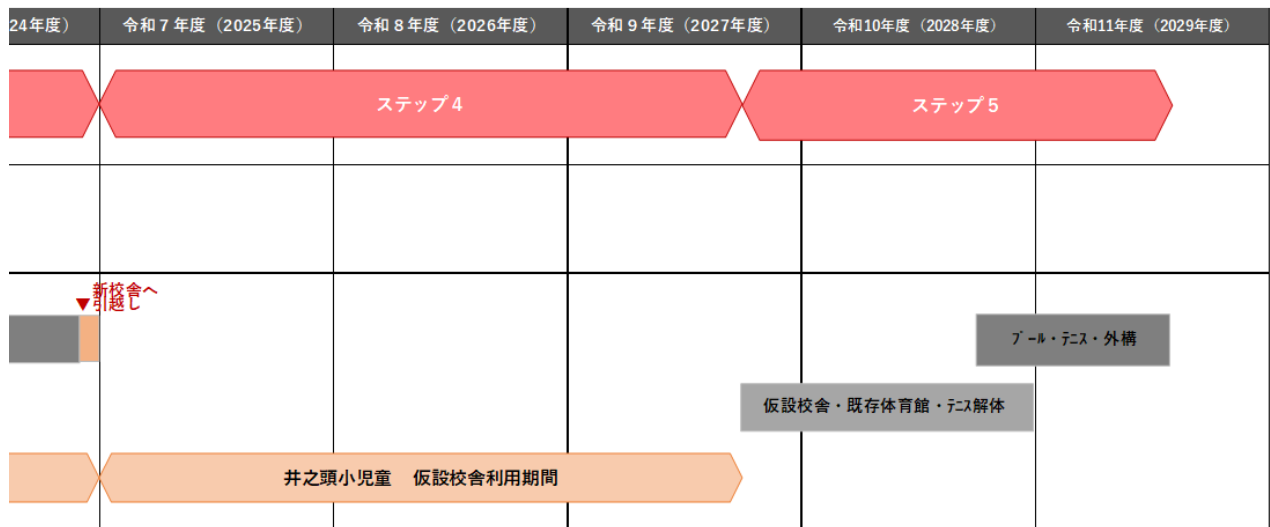 24年度)
令和７年度（2025年度）
令和８年度（2026年度）
令和９年度（2027年度）
令和10年度（2028年度）
令和11年度（2029年度）
ステップ４
ステップ５
▼新校舎へ
引越し
ﾌﾟｰﾙ・ﾃﾆｽ・外構
仮設校舎・既存体育館・ﾃﾆｽ解体
井之頭小児童　仮設校舎利用期間